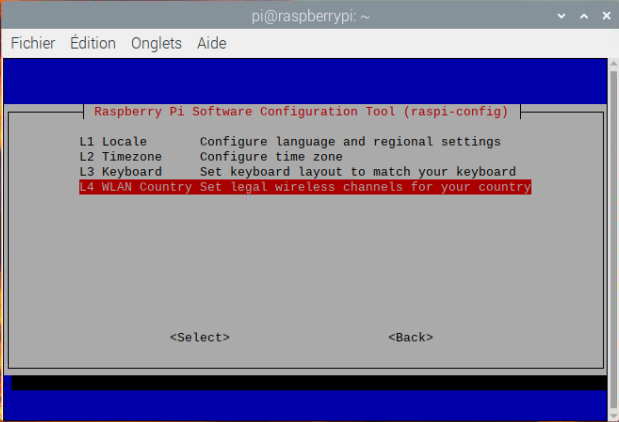 pi@raspberrypi: ~
Fichier Édition Onglets Aide
Raspberry Pi Software Configuration Tool (raspi-config)
L1 Locale Configure language and regional settings
L2 Timezone Configure time zone
L3 Keyboard Set keyboard layout to match your keyboard
L4 WLAN Country Set legal wireless channels for your country
<Select> <Back>